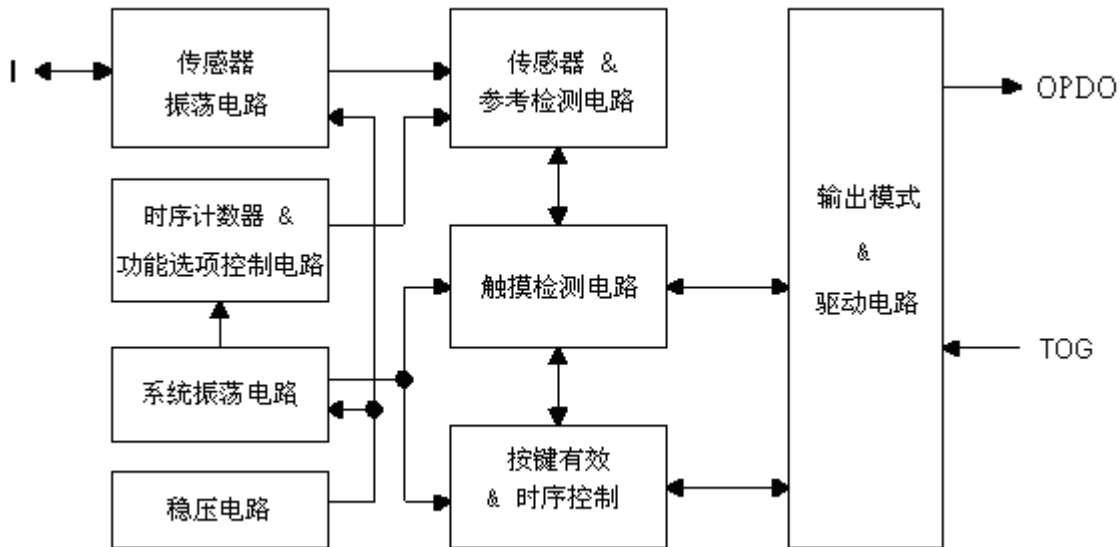 I
传感器
振荡电路
传感器 &
参考检测电路
OPDO
时序计数器 &
功能选项控制电路
触摸检测电路
输出模式
&
驱动电路
TOG
系统振荡电路
按键有效
& 时序控制
稳压电路